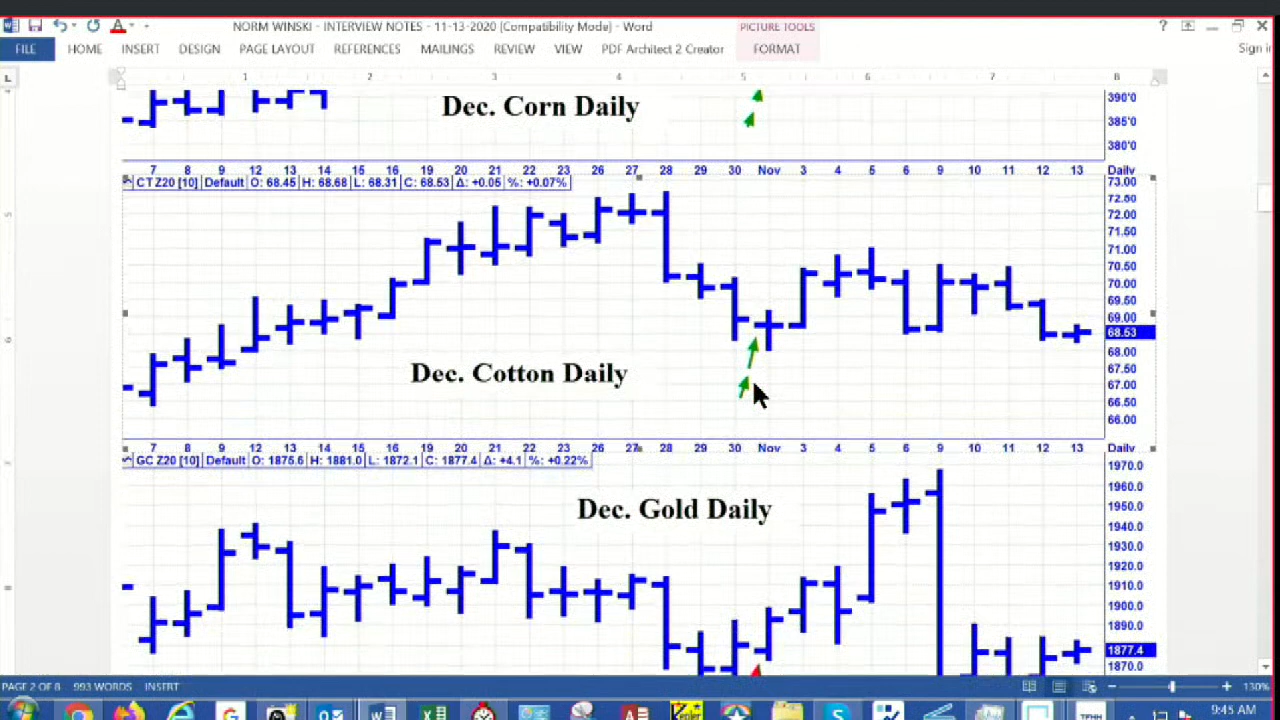 NORM WINSKI - INTERVIEW NOTES - 11-13-2020 (Compatibility Mode) - Word
PICTURE TOOLS
?
FILE HOME INSERT DESIGN PAGE LAYOUT REFERENCES MAILINGS REVIEW VIEW PDF Architect 2 Creator FORMAT Sign i
L 1 2 3 4 5 6 7 8
Dec. Corn Daily
390'0
385'0
380'0
7 8 9 12 13 14 15 16 19 20 21 22 23 26 27 28 29 30 Nov 3 4 5 6 9 10 11 12 13 Daily
CT Z20 [10] Default O: 68.45 H: 68.68 L: 68.31 C: 68.53 Δ: +0.05 %: +0.07%
73.00
72.50
72.00
71.50
71.00
70.50
70.00
69.50
69.00
68.53
68.00
67.50
67.00
66.50
66.00
Dec. Cotton Daily
7 8 9 12 13 14 15 16 19 20 21 22 23 26 27 28 29 30 Nov 3 4 5 6 9 10 11 12 13 Daily
GC Z20 [10] Default O: 1875.6 H: 1881.0 L: 1872.1 C: 1877.4 Δ: +4.1 %: +0.22%
Dec. Gold Daily
1970.0
1960.0
1950.0
1940.0
1930.0
1920.0
1910.0
1900.0
1890.0
1877.4
1870.0
PAGE 2 OF 8 993 WORDS INSERT 130%
9:45 AM